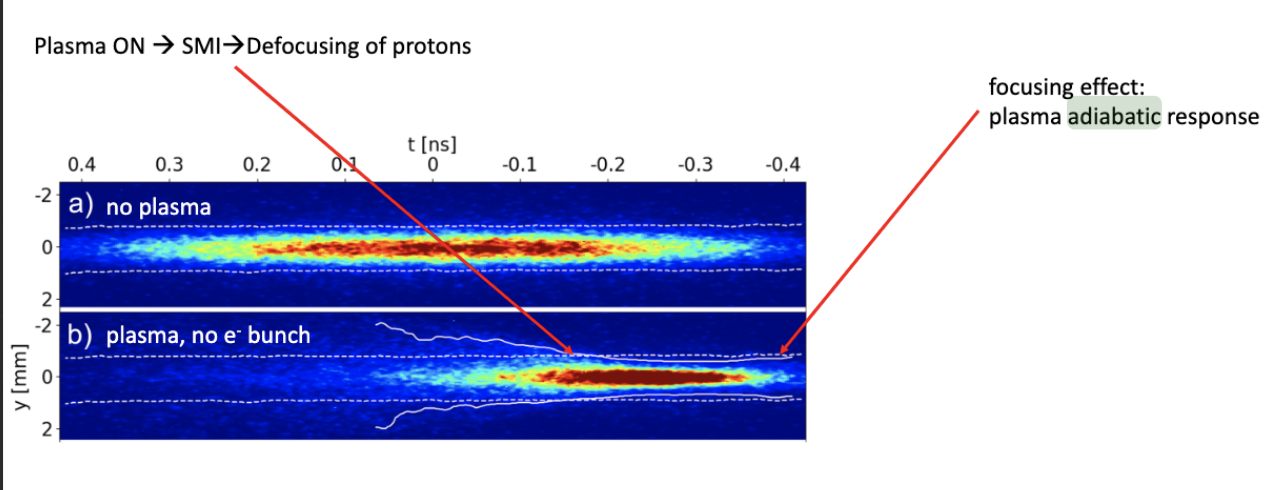 Plasma ON → SMI→Defocusing of protons
focusing effect:
plasma adiabatic response
t [ns]
0.4 0.3 0.2 0.1 0 -0.1 -0.2 -0.3 -0.4
-2
a) no plasma
0
2
-2
b) plasma, no e⁻ bunch
0
2
y [mm]